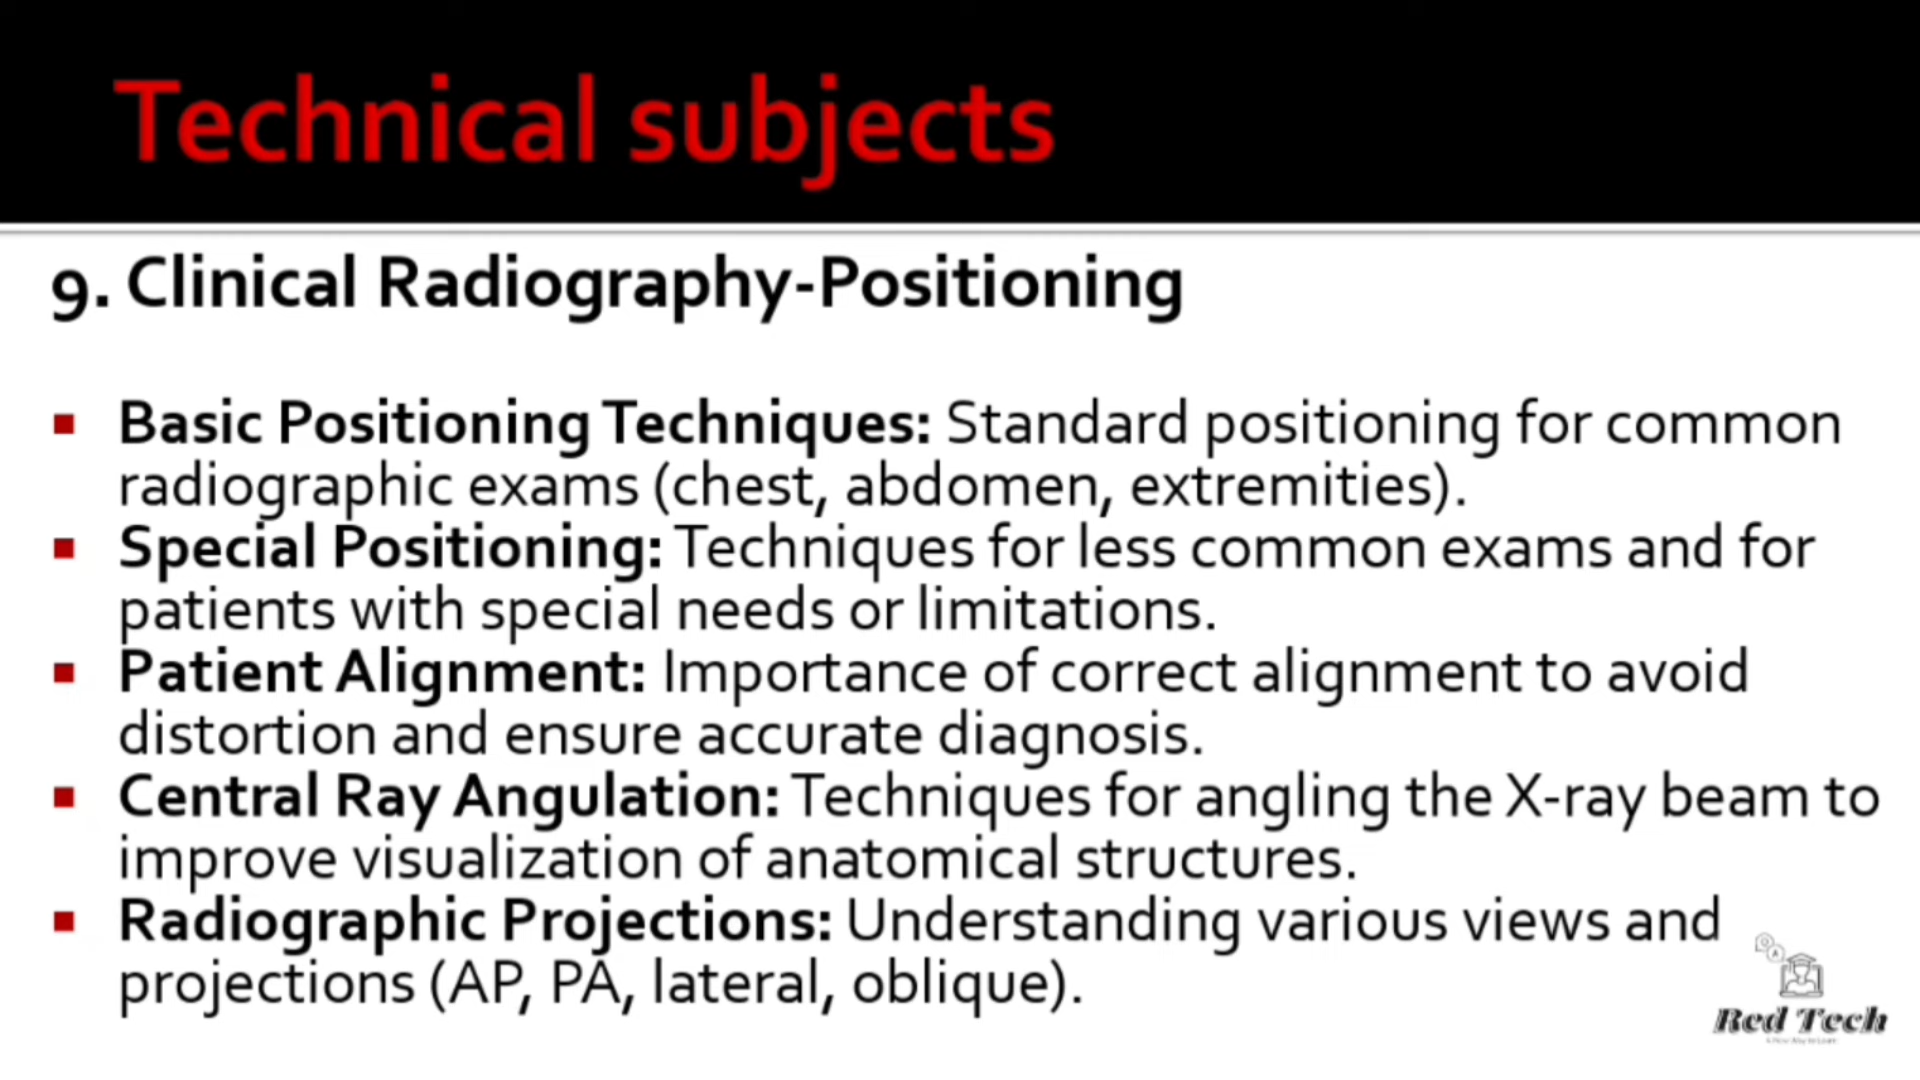 Technical subjects
9. Clinical Radiography-Positioning
Basic Positioning Techniques: Standard positioning for common
radiographic exams (chest, abdomen, extremities).
Special Positioning: Techniques for less common exams and for
patients with special needs or limitations.
Patient Alignment: Importance of correct alignment to avoid
distortion and ensure accurate diagnosis.
Central Ray Angulation: Techniques for angling the X-ray beam to
improve visualization of anatomical structures.
Radiographic Projections: Understanding various views and
projections (AP, PA, lateral, oblique).
Red Tech